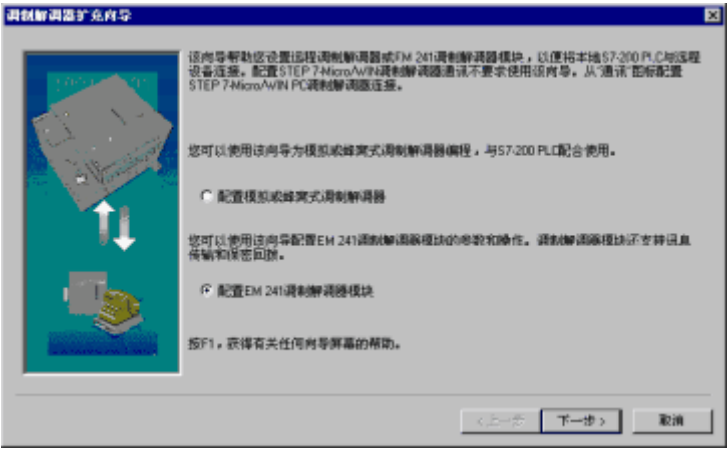 调制解调器扩充向导
该向导帮助您设置远程调制解调器或EM 241调制解调器模块，以便将本地S7-200 PLC与远程
设备连接。配置STEP 7-Micro/WIN调制解调器通讯不要求使用该向导。从"通讯"图标配置
STEP 7-Micro/WIN PC调制解调器连接。
您可以使用该向导为模拟或蜂窝式调制解调器编程，与S7-200 PLC配合使用。
配置模拟或蜂窝式调制解调器
您可以使用该向导配置EM 241调制解调器模块的参数和操作。调制解调器模块还支持讯息
传输和保密回拨。
配置EM 241调制解调器模块
按F1，获得有关任何向导屏幕的帮助。
<上一步 下一步> 取消